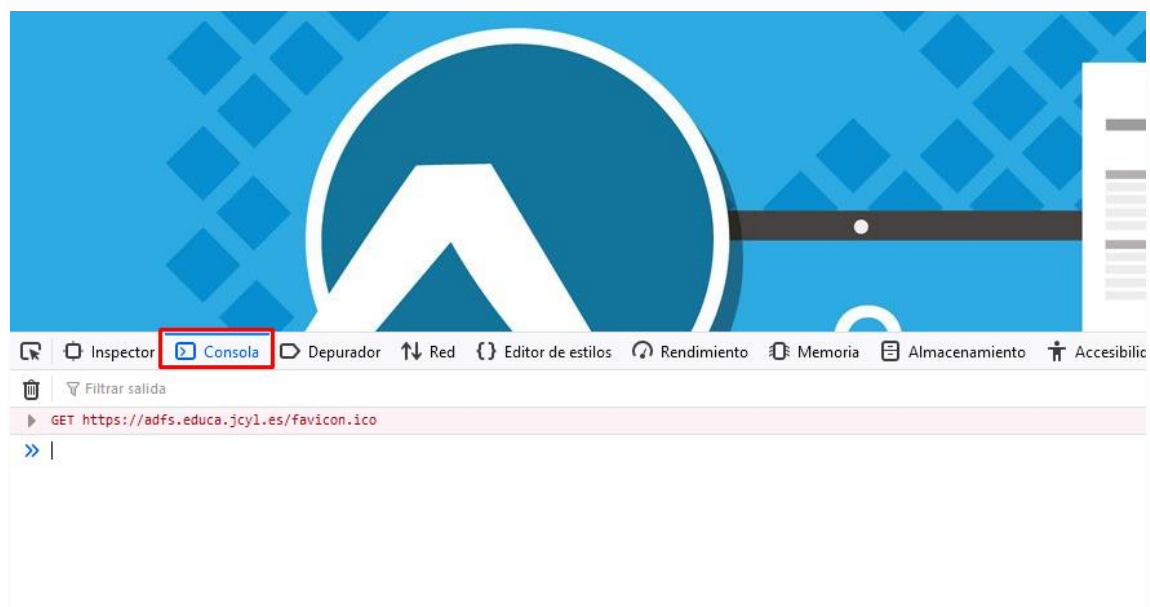 Inspector Consola Depurador Red Editor de estilos Rendimiento Memoria Almacenamiento
Filtrar salida
GET https://adfs.educa.jcyl.es/favicon.ico